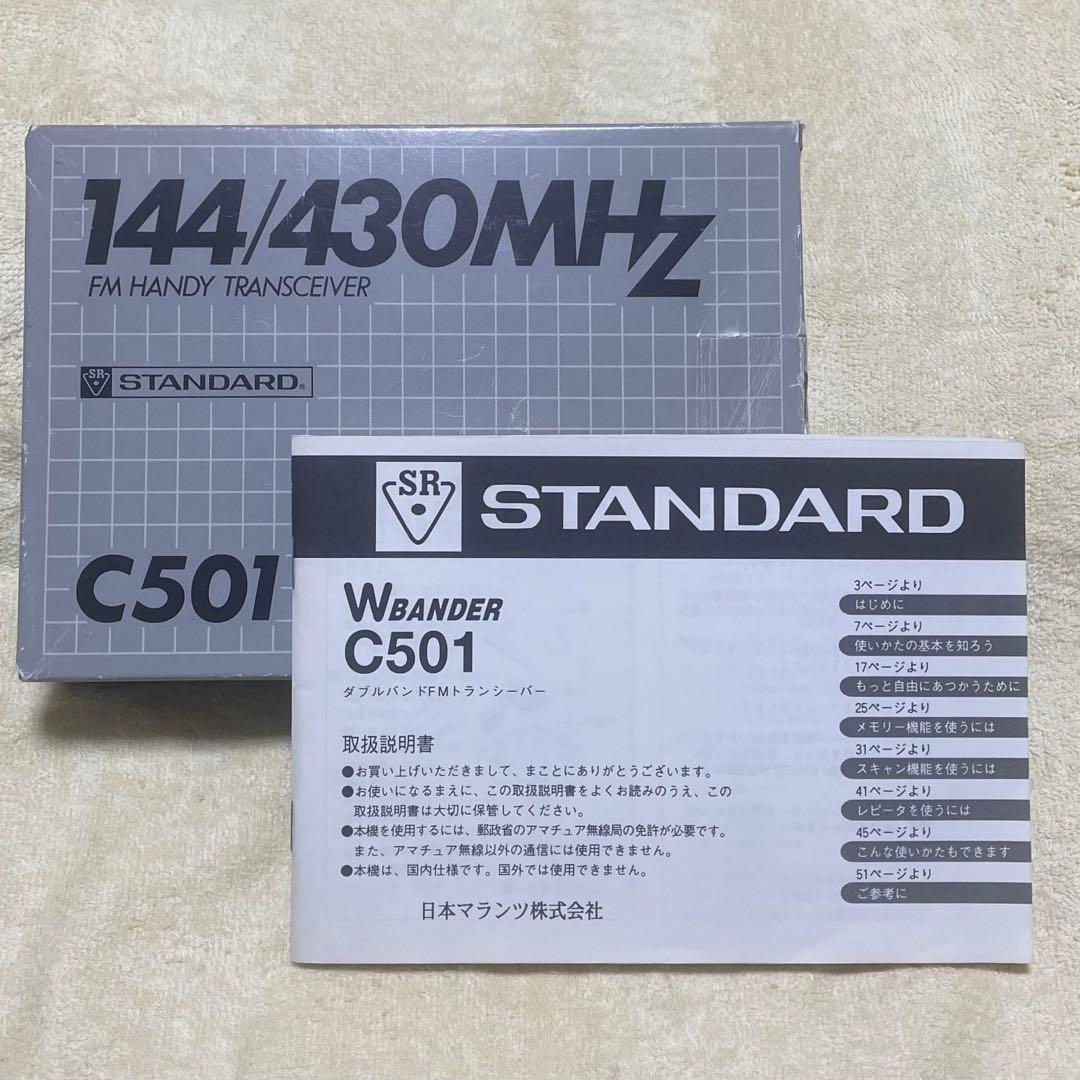 144/430MHz
FM HANDY TRANSCEIVER
SR STANDARD®
C501
SR STANDARD
WBANDER
C501
ダブルバンドFMトランシーバー
取扱説明書
●お買い上げいただきまして、まことにありがとうございます。
●お使いになるまえに、この取扱説明書をよくお読みのうえ、この
取扱説明書は大切に保管してください。
●本機を使用するには、郵政省のアマチュア無線局の免許が必要です。
また、アマチュア無線以外の通信には使用できません。
●本機は、国内仕様です。国外では使用できません。
日本マランツ株式会社
3ページより
はじめに
7ページより
使いかたの基本を知ろう
17ページより
もっと自由にあつかうために
25ページより
メモリー機能を使うには
31ページより
スキャン機能を使うには
41ページより
レピータを使うには
45ページより
こんな使いかたもできます
51ページより
ご参考に